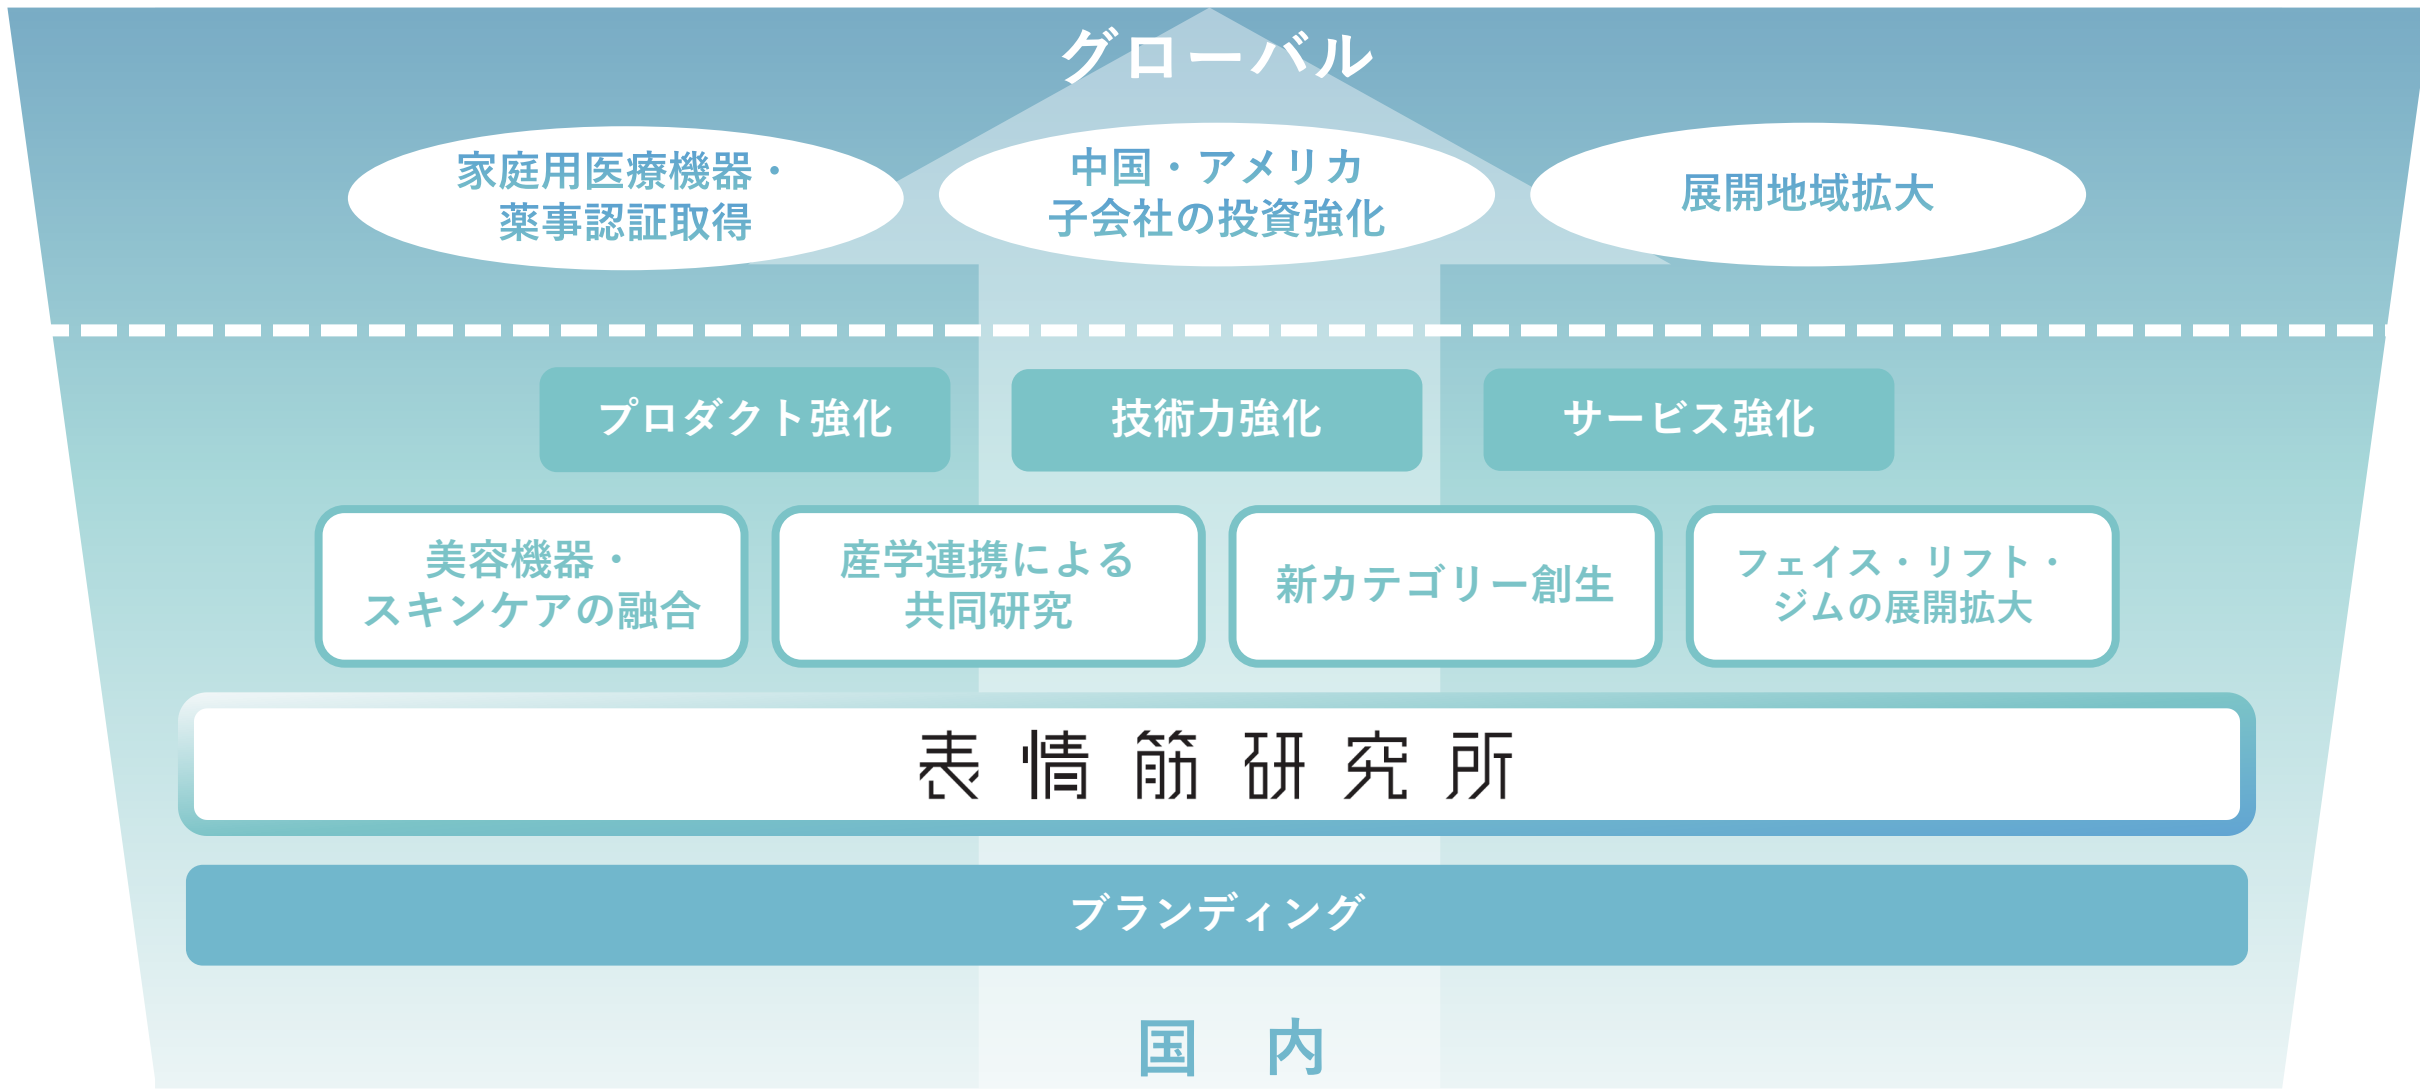 グローバル
家庭用医療機器・
薬事認証取得
中国・アメリカ
子会社の投資強化
展開地域拡大
プロダクト強化
技術力強化
サービス強化
美容機器・
スキンケアの融合
産学連携による
共同研究
新カテゴリー創生
フェイス・リフト・
ジムの展開拡大
表情筋研究所
ブランディング
国 内